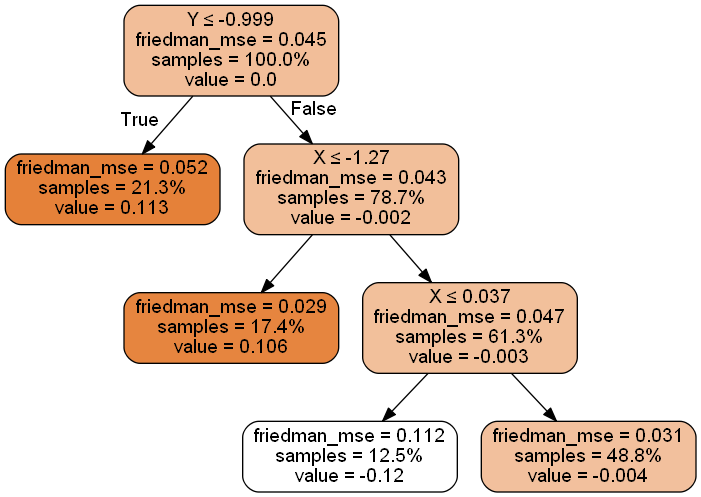 Y ≤ -0.999
friedman_mse = 0.045
samples = 100.0%
value = 0.0
True
False
friedman_mse = 0.052
samples = 21.3%
value = 0.113
X ≤ -1.27
friedman_mse = 0.043
samples = 78.7%
value = -0.002
friedman_mse = 0.029
samples = 17.4%
value = 0.106
X ≤ 0.037
friedman_mse = 0.047
samples = 61.3%
value = -0.003
friedman_mse = 0.112
samples = 12.5%
value = -0.12
friedman_mse = 0.031
samples = 48.8%
value = -0.004